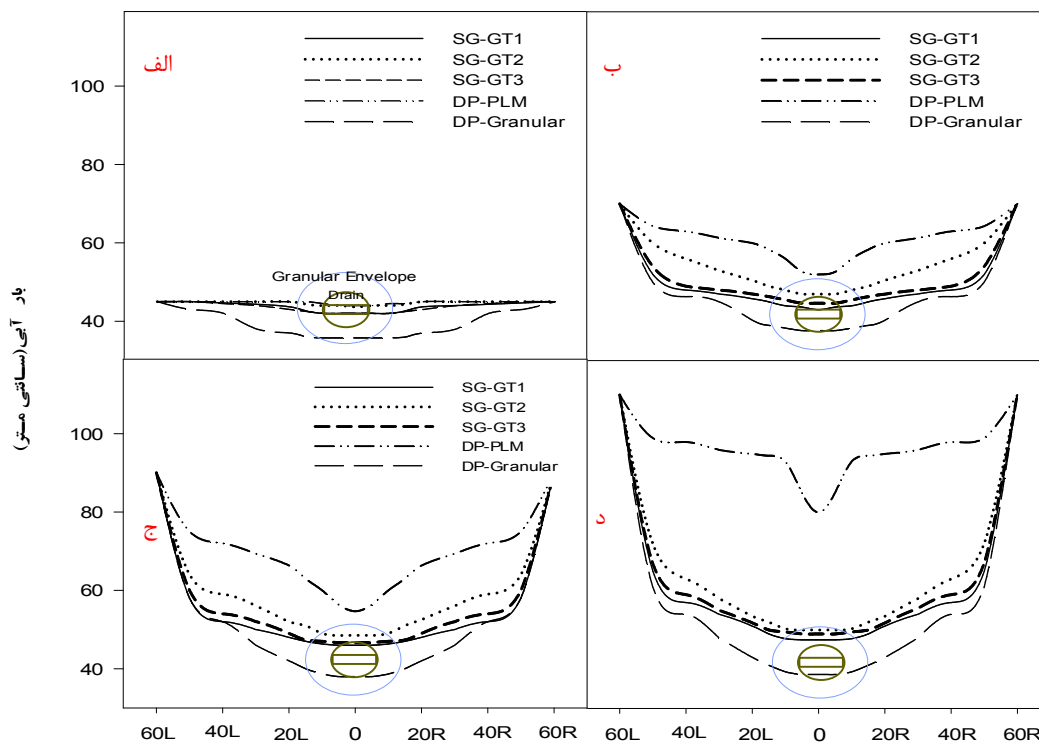 الف
SG-GT1
SG-GT2
SG-GT3
DP-PLM
DP-Granular
Granular Envelope
Drain
ب
SG-GT1
SG-GT2
SG-GT3
DP-PLM
DP-Granular
100
80
60
40
بار آبی(سانتی متر)
ج
SG-GT1
SG-GT2
SG-GT3
DP-PLM
DP-Granular
د
100
80
60
40
60L 40L 20L 0 20R 40R 60R
60L 40L 20L 0 20R 40R 60R